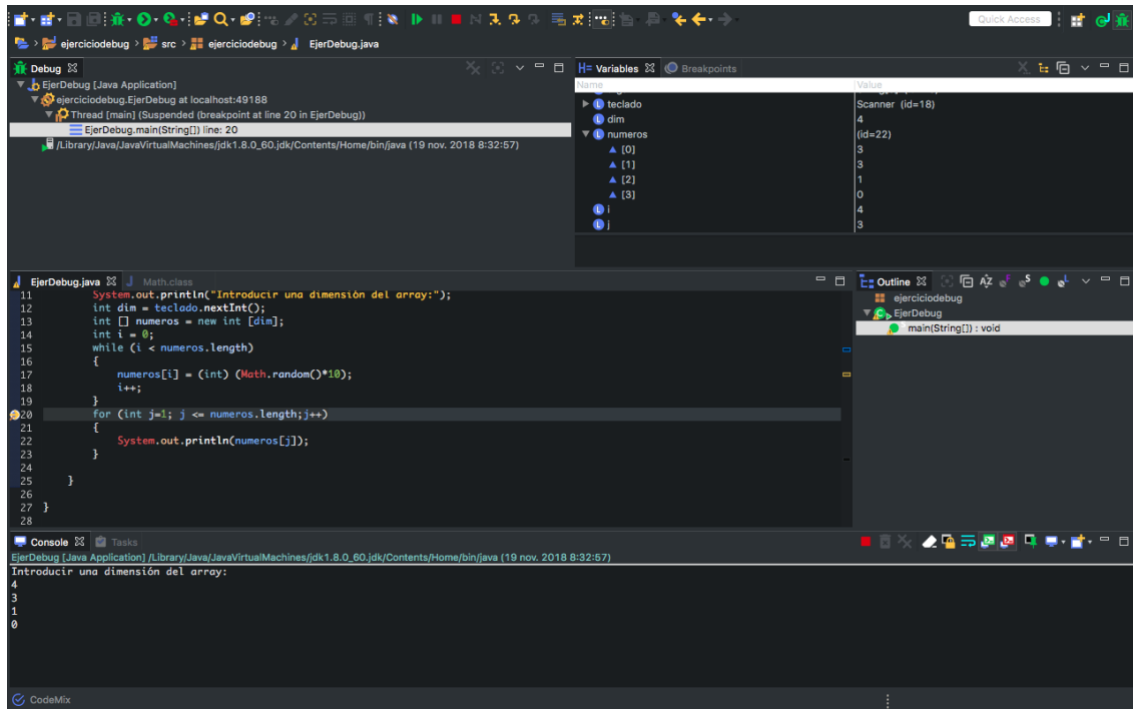 Quick Access
ejerciciodebug > src > ejerciciodebug > EjerDebug.java
Debug
EjerDebug [Java Application]
ejerciciodebug.EjerDebug at localhost:49188
Thread [main] (Suspended (breakpoint at line 20 in EjerDebug))
EjerDebug.main(String[]) line: 20
/Library/Java/JavaVirtualMachines/jdk1.8.0_60.jdk/Contents/Home/bin/java (19 nov. 2018 8:32:57)
Variables Breakpoints
Name Value
teclado Scanner (id=18)
dim 4
numeros (id=22)
[0] 3
[1] 3
[2] 1
[3] 0
i 4
j 3
EjerDebug.java Math.class
11 System.out.println("Introducir una dimensión del array:");
12 int dim = teclado.nextInt();
13 int [] numeros = new int [dim];
14 int i = 0;
15 while (i < numeros.length)
16 {
17 numeros[i] = (int) (Math.random()*10);
18 i++;
19 }
20 for (int j=1; j <= numeros.length;j++)
21 {
22 System.out.println(numeros[j]);
23 }
24
25 }
26
27 }
28
Outline
ejerciciodebug
EjerDebug
main(String[]) : void
Console Tasks
EjerDebug [Java Application] /Library/Java/JavaVirtualMachines/jdk1.8.0_60.jdk/Contents/Home/bin/java (19 nov. 2018 8:32:57)
Introducir una dimensión del array:
4
3
1
0
CodeMix